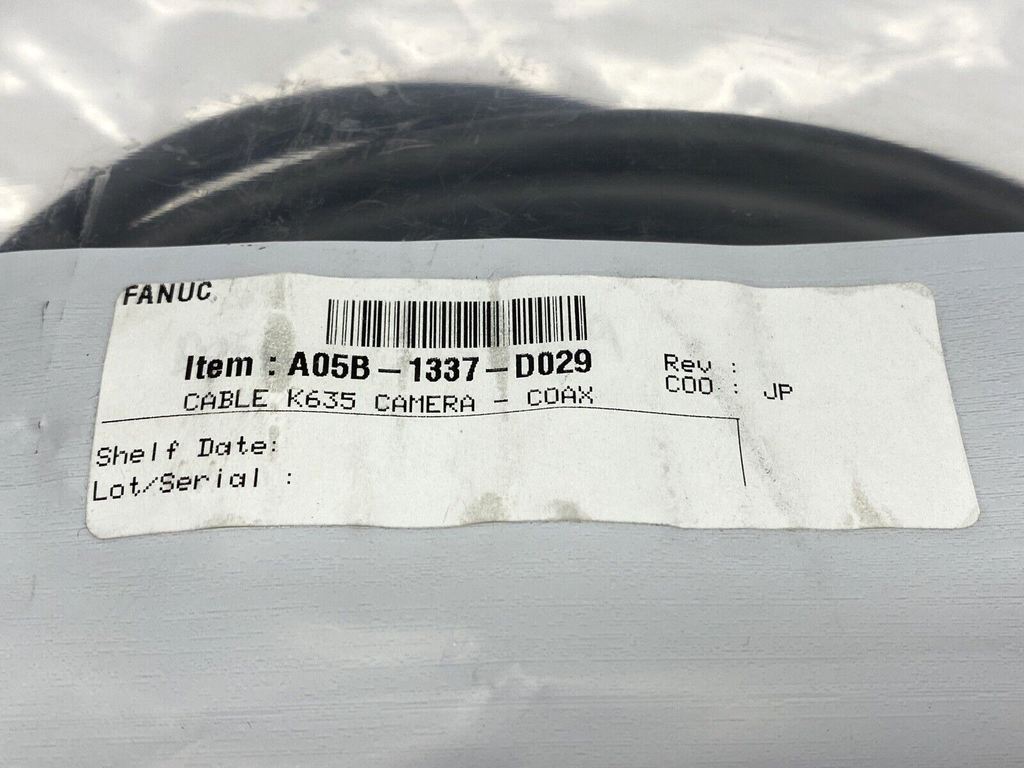 FANUC
Item : A05B-1337-D029
CABLE K635 CAMERA - COAX
Rev :
COO : JP
Shelf Date:
Lot/Serial :